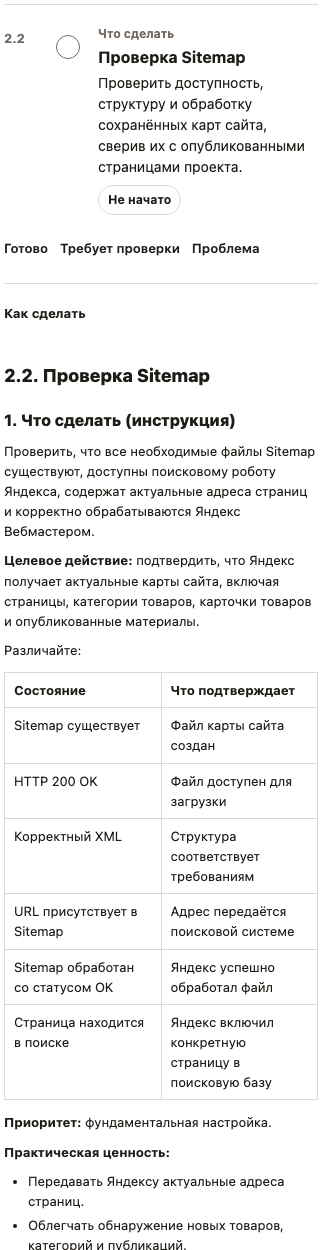 2.2
Что сделать
Проверка Sitemap
Проверить доступность,
структуру и обработку
сохранённых карт сайта,
сверив их с опубликованными
страницами проекта.
Не начато
Готово Требует проверки Проблема
Как сделать
2.2. Проверка Sitemap
1. Что сделать (инструкция)
Проверить, что все необходимые файлы Sitemap
существуют, доступны поисковому роботу
Яндекса, содержат актуальные адреса страниц
и корректно обрабатываются Яндекс
Вебмастером.
Целевое действие: подтвердить, что Яндекс
получает актуальные карты сайта, включая
страницы, категории товаров, карточки товаров
и опубликованные материалы.
Различайте:
Состояние Что подтверждает
Sitemap существует Файл карты сайта
создан
HTTP 200 OK Файл доступен для
загрузки
Корректный XML Структура
соответствует
требованиям
URL присутствует в Адрес передаётся
Sitemap поисковой системе
Sitemap обработан Яндекс успешно
со статусом OK обработал файл
Страница находится Яндекс включил
в поиске конкретную
страницу в
поисковую базу
Приоритет: фундаментальная настройка.
Практическая ценность:
• Передавать Яндексу актуальные адреса
страниц.
• Облегчать обнаружение новых товаров,
категорий и публикаций.